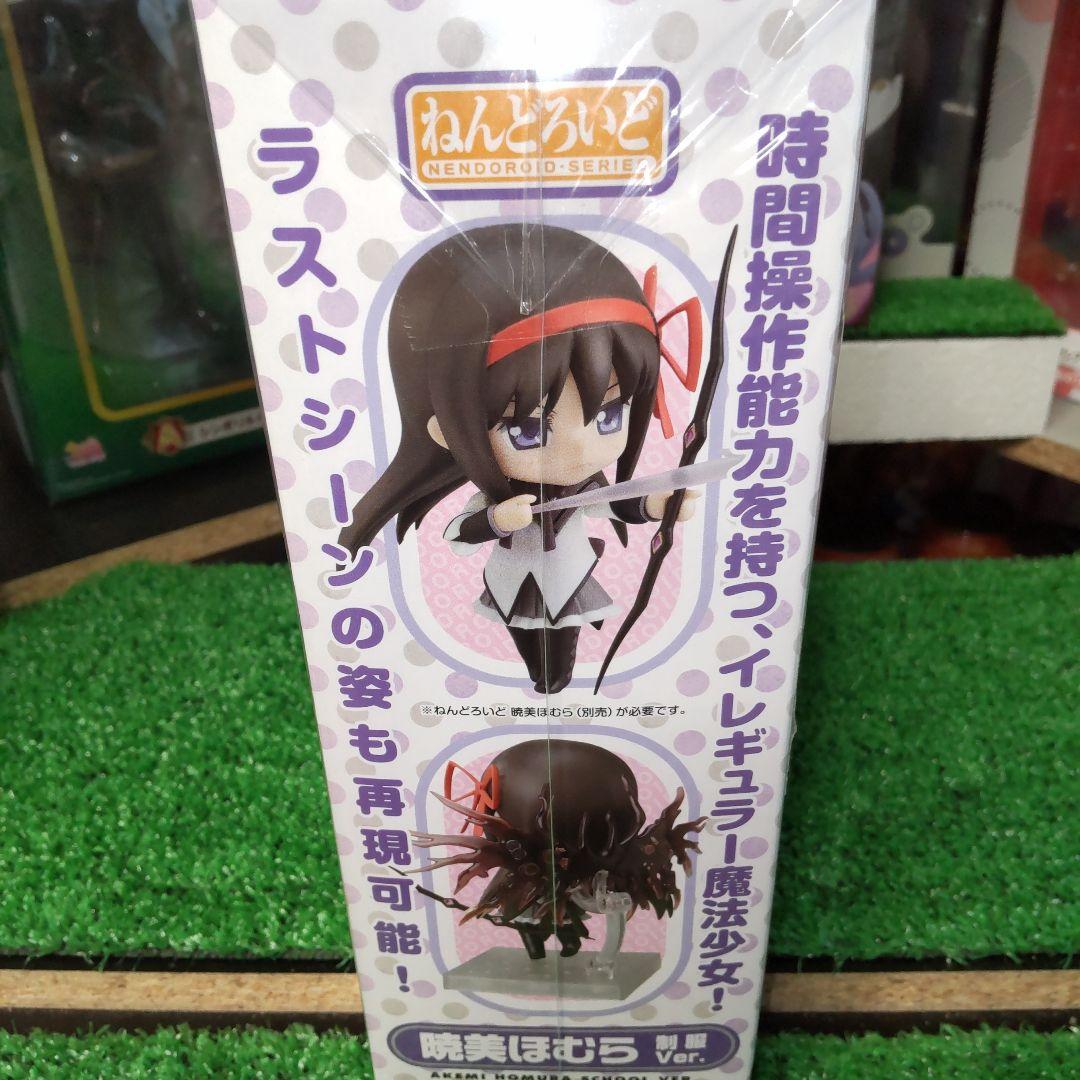 ねんどろいど
NENDOROID·SERIES
時間操作能力を持つ、イレギュラー魔法少女!
ラストシーンの姿も再現可能!
※ねんどろいど 暁美ほむら(別売)が必要です。
暁美ほむら 制服 Ver.
AKEMI HOMURA SCHOOL VER.